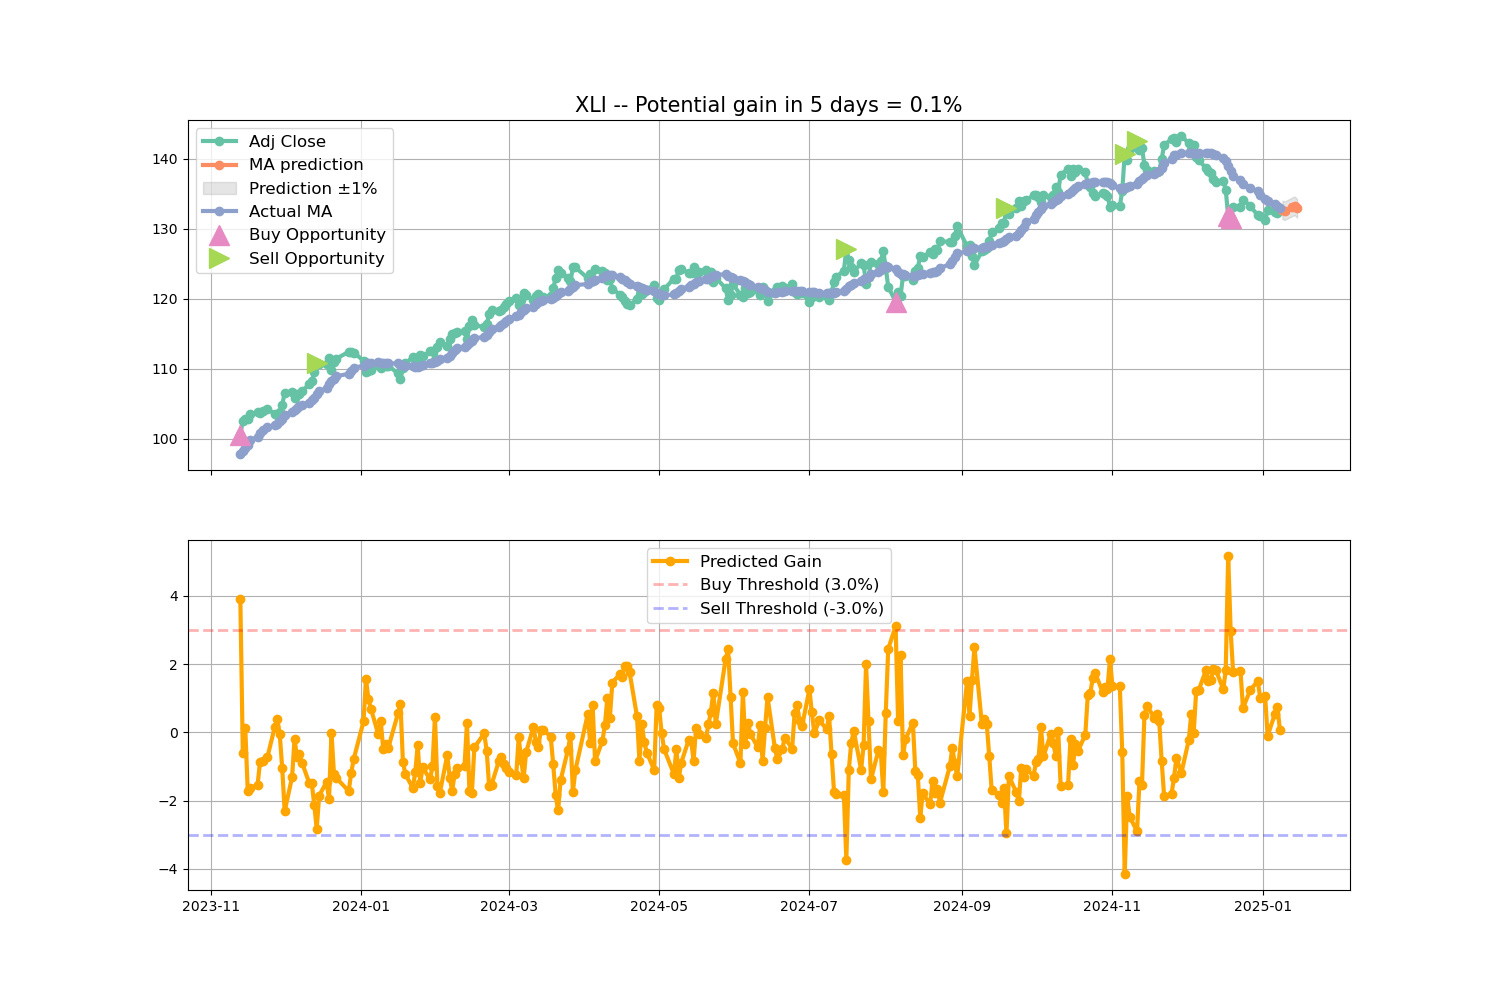 XLI -- Potential gain in 5 days = 0.1%
Adj Close
MA prediction
Prediction ±1%
Actual MA
Buy Opportunity
Sell Opportunity
140
130
120
110
100
Predicted Gain
Buy Threshold (3.0%)
Sell Threshold (-3.0%)
4
2
0
−2
−4
2023-11
2024-01
2024-03
2024-05
2024-07
2024-09
2024-11
2025-01